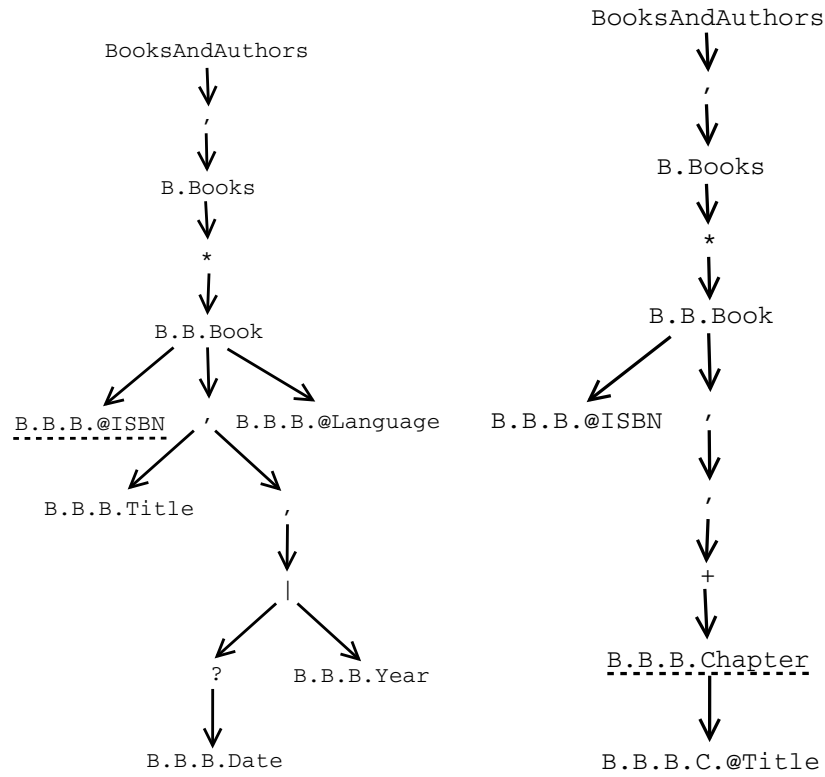 BooksAndAuthors
,
B.Books
*
B.B.Book
B.B.B.@ISBN , B.B.B.@Language
B.B.B.Title ,
|
? B.B.B.Year
B.B.B.Date
BooksAndAuthors
,
B.Books
*
B.B.Book
B.B.B.@ISBN ,
,
+
B.B.B.Chapter
B.B.B.C.@Title